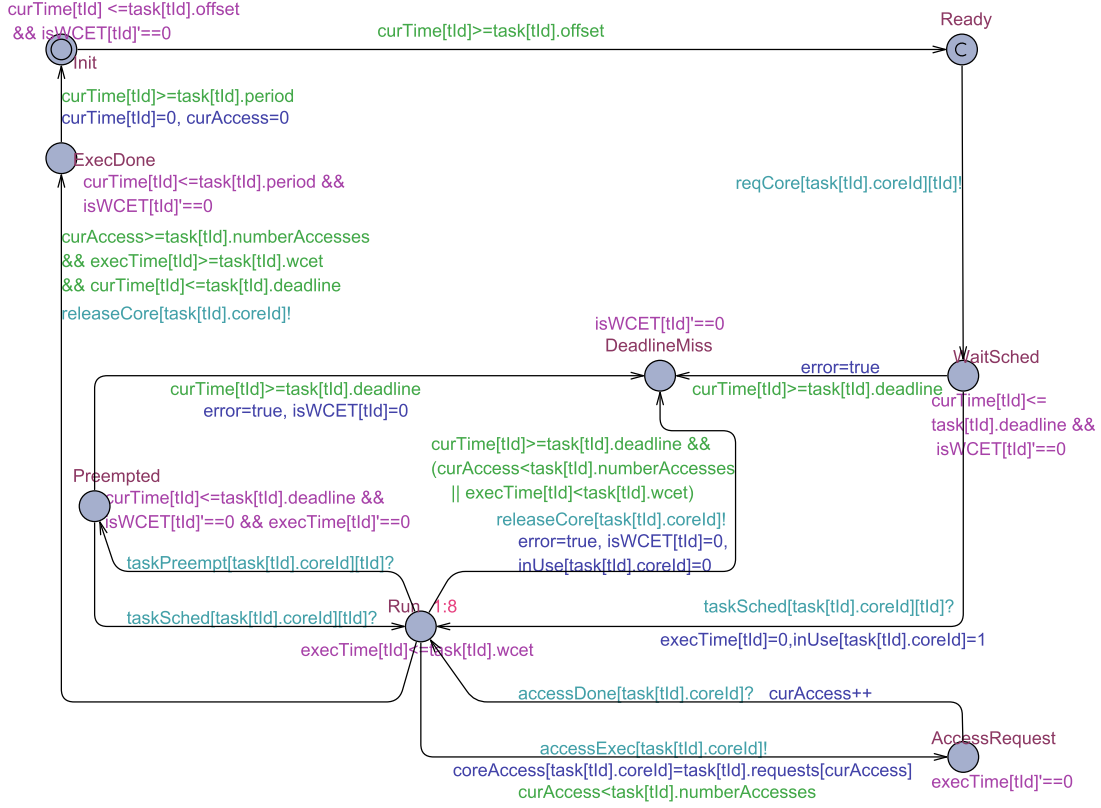 curTime[tId] <=task[tId].offset
&& isWCET[tId]'==0
Init
curTime[tId]>=task[tId].offset
Ready
C
curTime[tId]>=task[tId].period
curTime[tId]=0, curAccess=0
ExecDone
curTime[tId]<=task[tId].period &&
isWCET[tId]'==0
reqCore[task[tId].coreId][tId]!
curAccess>=task[tId].numberAccesses
&& execTime[tId]>=task[tId].wcet
&& curTime[tId]<=task[tId].deadline
releaseCore[task[tId].coreId]!
isWCET[tId]'==0
DeadlineMiss
WaitSched
error=true
curTime[tId]>=task[tId].deadline
curTime[tId]<=
task[tId].deadline &&
isWCET[tId]'==0
curTime[tId]>=task[tId].deadline
error=true, isWCET[tId]=0
curTime[tId]>=task[tId].deadline &&
(curAccess<task[tId].numberAccesses
|| execTime[tId]<task[tId].wcet)
releaseCore[task[tId].coreId]!
error=true, isWCET[tId]=0,
inUse[task[tId].coreId]=0
Preempted
curTime[tId]<=task[tId].deadline &&
isWCET[tId]'==0 && execTime[tId]'==0
taskPreempt[task[tId].coreId][tId]?
taskSched[task[tId].coreId][tId]?
Run 1:8
execTime[tId]<=task[tId].wcet
taskSched[task[tId].coreId][tId]?
execTime[tId]=0,inUse[task[tId].coreId]=1
accessDone[task[tId].coreId]? curAccess++
accessExec[task[tId].coreId]!
coreAccess[task[tId].coreId]=task[tId].requests[curAccess]
curAccess<task[tId].numberAccesses
AccessRequest
execTime[tId]'==0